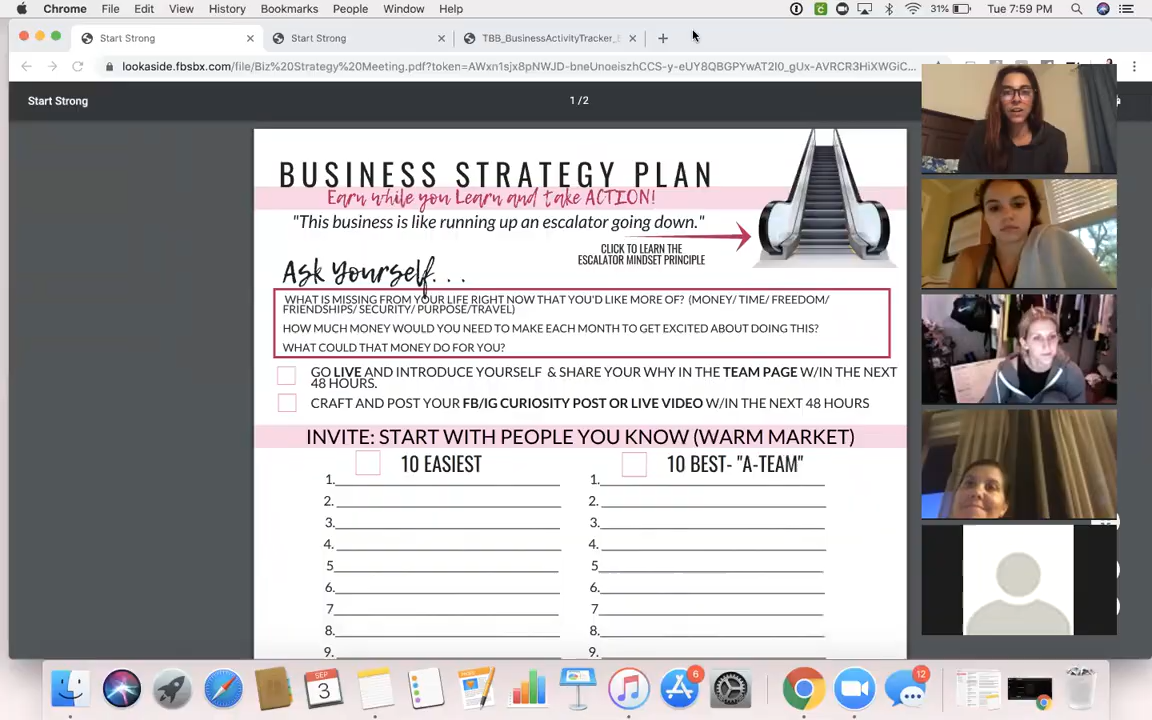 Chrome File Edit View History Bookmarks People Window Help 31% Tue 7:59 PM
Start Strong
Start Strong
TBB_BusinessActivityTracker_
lookaside.fbsbx.com/file/Biz%20Strategy%20Meeting.pdf?token=
Start Strong
1 / 2
BUSINESS STRATEGY PLAN
Earn while you Learn and take ACTION!
"This business is like running up an escalator going down."
CLICK TO LEARN THE
ESCALATOR MINDSET PRINCIPLE
Ask Yourself. . .
WHAT IS MISSING FROM YOUR LIFE RIGHT NOW THAT YOU'D LIKE MORE OF? (MONEY/ TIME/ FREEDOM/
FRIENDSHIPS/ SECURITY/ PURPOSE/TRAVEL)
HOW MUCH MONEY WOULD YOU NEED TO MAKE EACH MONTH TO GET EXCITED ABOUT DOING THIS?
WHAT COULD THAT MONEY DO FOR YOU?
GO LIVE AND INTRODUCE YOURSELF & SHARE YOUR WHY IN THE TEAM PAGE W/IN THE NEXT
48 HOURS.
CRAFT AND POST YOUR FB/IG CURIOSITY POST OR LIVE VIDEO W/IN THE NEXT 48 HOURS
INVITE: START WITH PEOPLE YOU KNOW (WARM MARKET)
10 EASIEST
10 BEST- "A-TEAM"
1.
2.
3.
4.
5
6.
7
8.
9.
1.
2.
3.
4.
5
6.
7
8.
9.
SEP
3
6
12